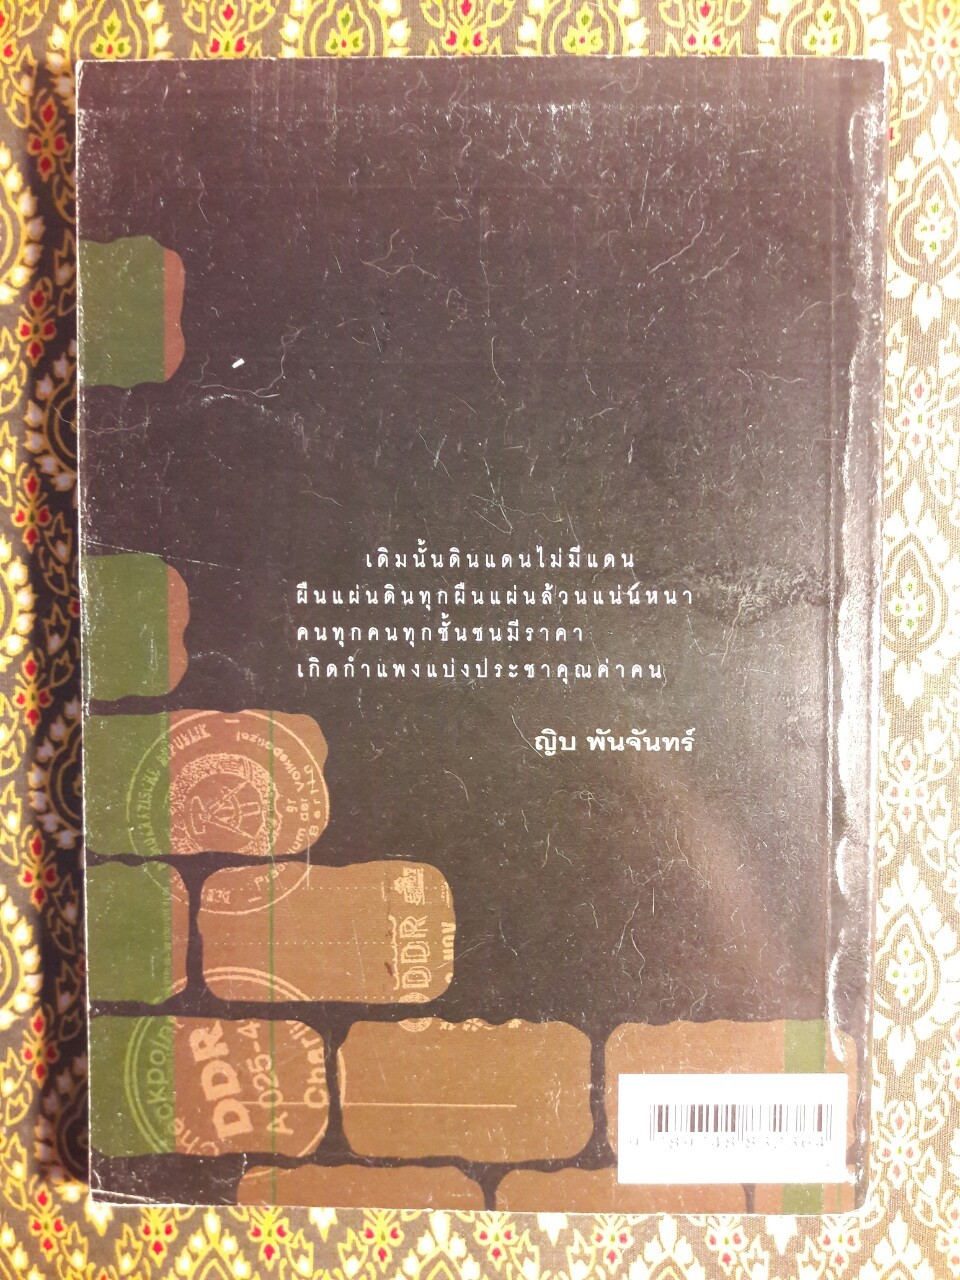 เดิมนั้นดินแดนไม่มีแดน
ผืนแผ่นดินทุกผืนแผ่นล้วนแน่นหนา
คนทุกคนทุกชั้นชนมีราคา
เกิดกำแพงแบ่งประชาคุณค่าคน
ญิบ พันจันทร์
DDR
NOV
DDR
A 025-4